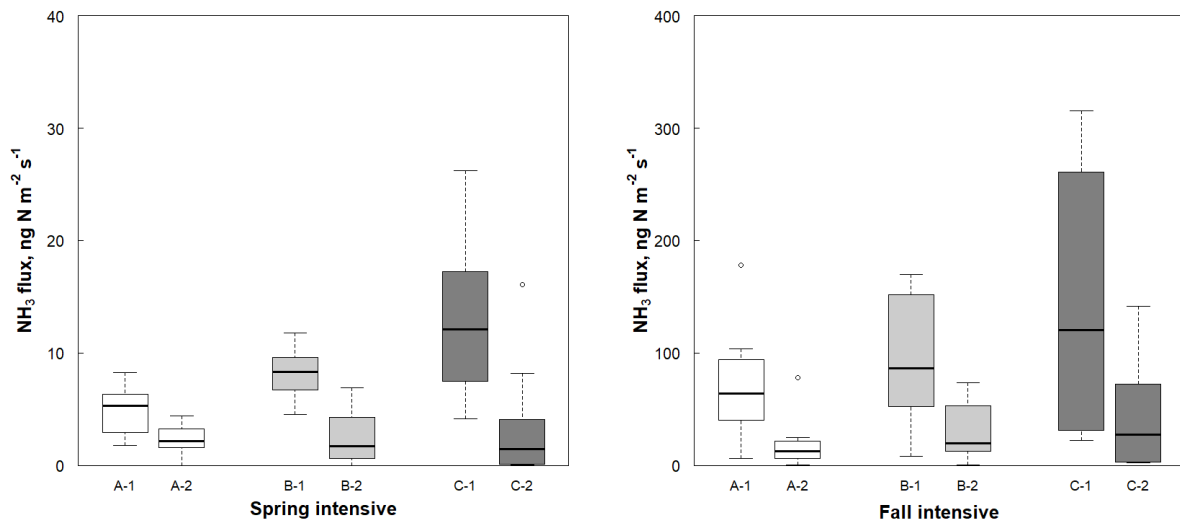 40
30
20
10
0
NH₃ flux, ng N m⁻² s⁻¹
A-1 A-2 B-1 B-2 C-1 C-2
Spring intensive
400
300
200
100
0
NH₃ flux, ng N m⁻² s⁻¹
A-1 A-2 B-1 B-2 C-1 C-2
Fall intensive